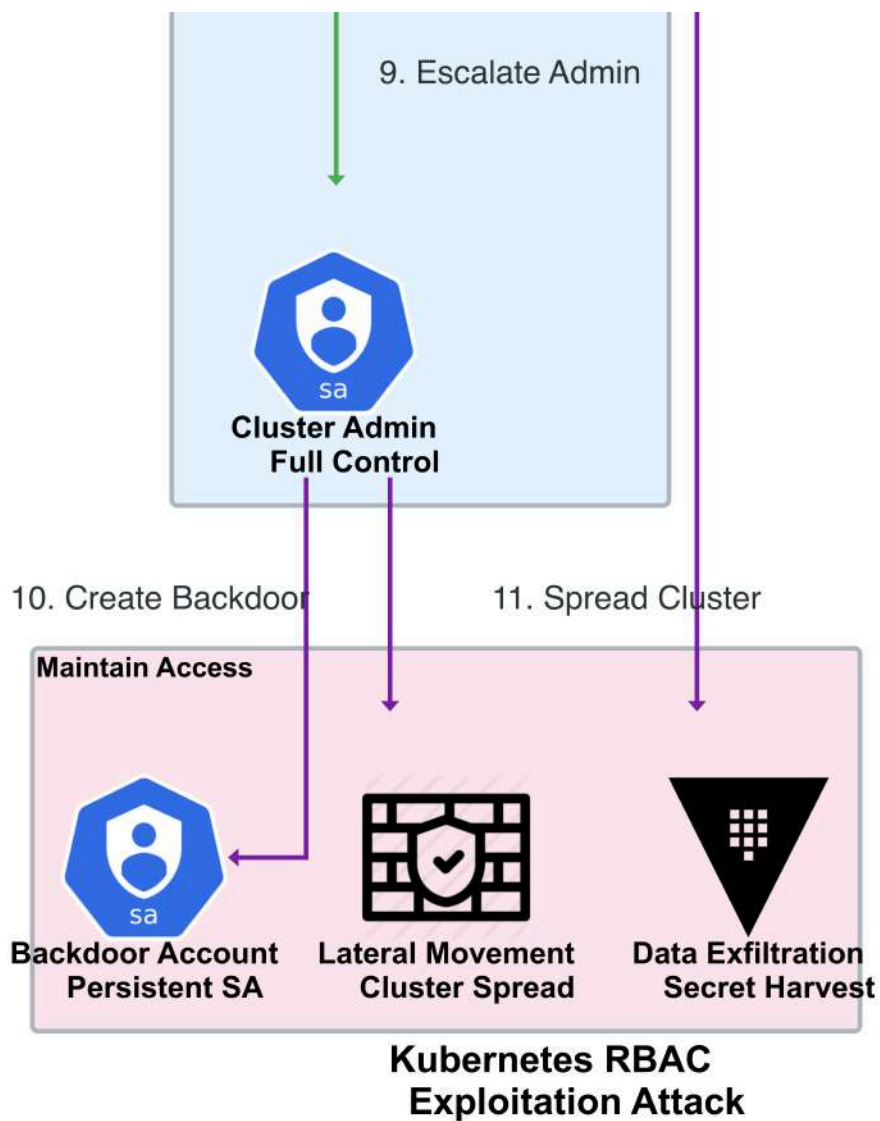 9. Escalate Admin
sa
Cluster Admin
Full Control
10. Create Backdoor
11. Spread Cluster
Maintain Access
sa
Backdoor Account
Persistent SA
Lateral Movement
Cluster Spread
Data Exfiltration
Secret Harvest
Kubernetes RBAC
Exploitation Attack